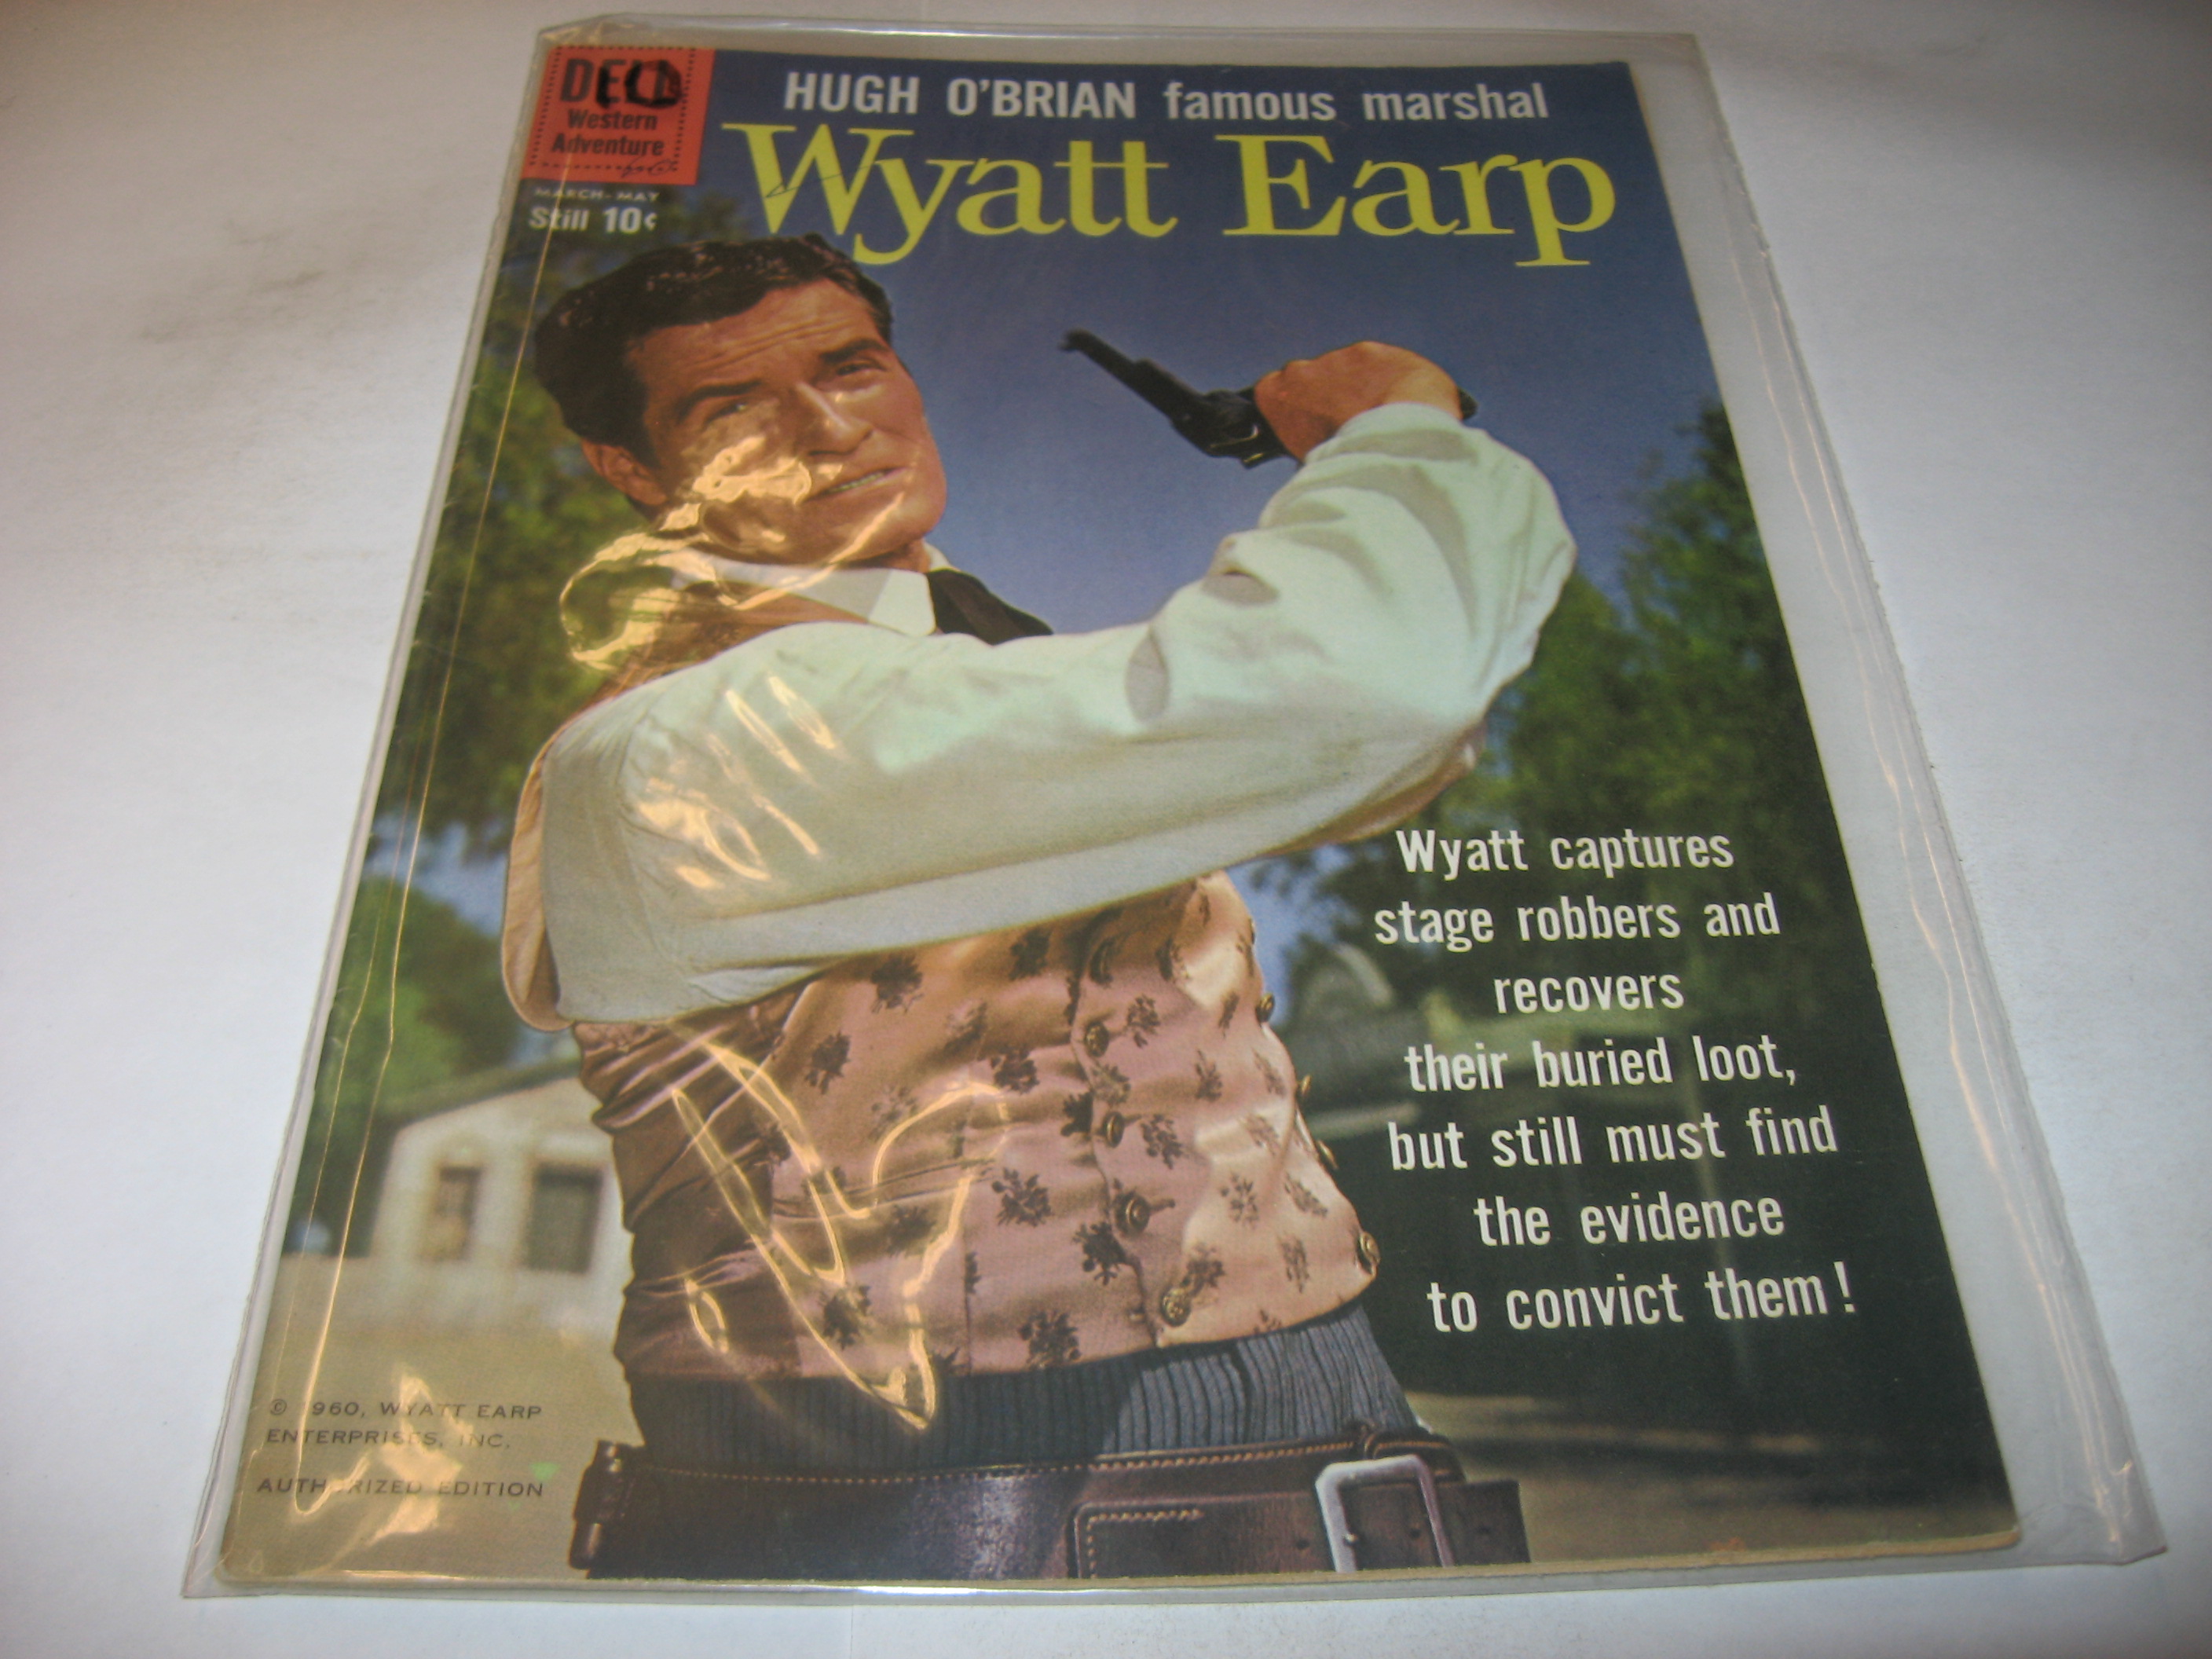 DELL
Western
Adventure
MARCH-MAY
Still 10¢
HUGH O'BRIAN famous marshal
Wyatt Earp
Wyatt captures
stage robbers and
recovers
their buried loot,
but still must find
the evidence
to convict them!
© 1960, WYATT EARP
ENTERPRISES, INC.
AUTHORIZED EDITION